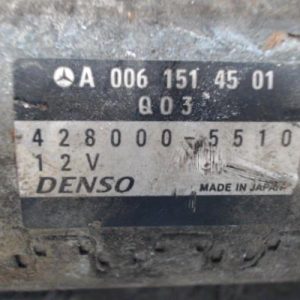 A 006 151 45 01
Q03
428000-5510
12V
DENSO MADE IN JAPAN